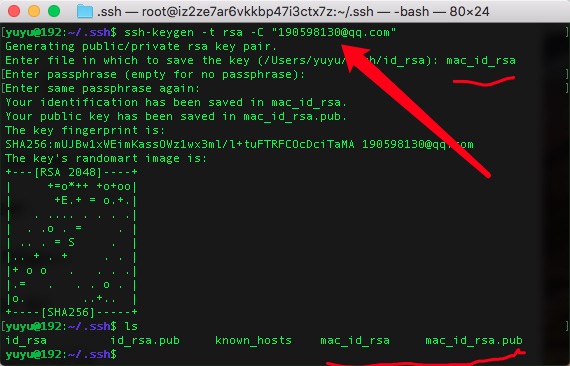 .ssh — root@iz2ze7ar6vkkbp47i3ctx7z:~/.ssh — -bash — 80×24
[yuyu@192:~/.ssh$ ssh-keygen -t rsa -C "190598130@qq.com"
Generating public/private rsa key pair.
Enter file in which to save the key (/Users/yuyu/ /id_rsa): mac_id_rsa
[Enter passphrase (empty for no passphrase):
[Enter same passphrase again:
Your identification has been saved in mac_id_rsa.
Your public key has been saved in mac_id_rsa.pub.
The key fingerprint is:
SHA256:mUJBw1xWEimKassOWz1wx3ml/l+tuFTRFCOcDciTaMA 190598130@qq.com
The key's randomart image is:
+---[RSA 2048]----+
|     +=o*++ +o+oo|
|      +E.+ = o.+.|
|    . .... . . . .|
|   . .o . =     . |
|  .. . = S      . |
| .. + . +    . . |
|+ o o   .   . . .|
|.=   .    . . o .|
|o.        ..+..  |
+----[SHA256]-----+
[yuyu@192:~/.ssh$ ls
id_rsa id_rsa.pub known_hosts mac_id_rsa mac_id_rsa.pub
yuyu@192:~/.ssh$